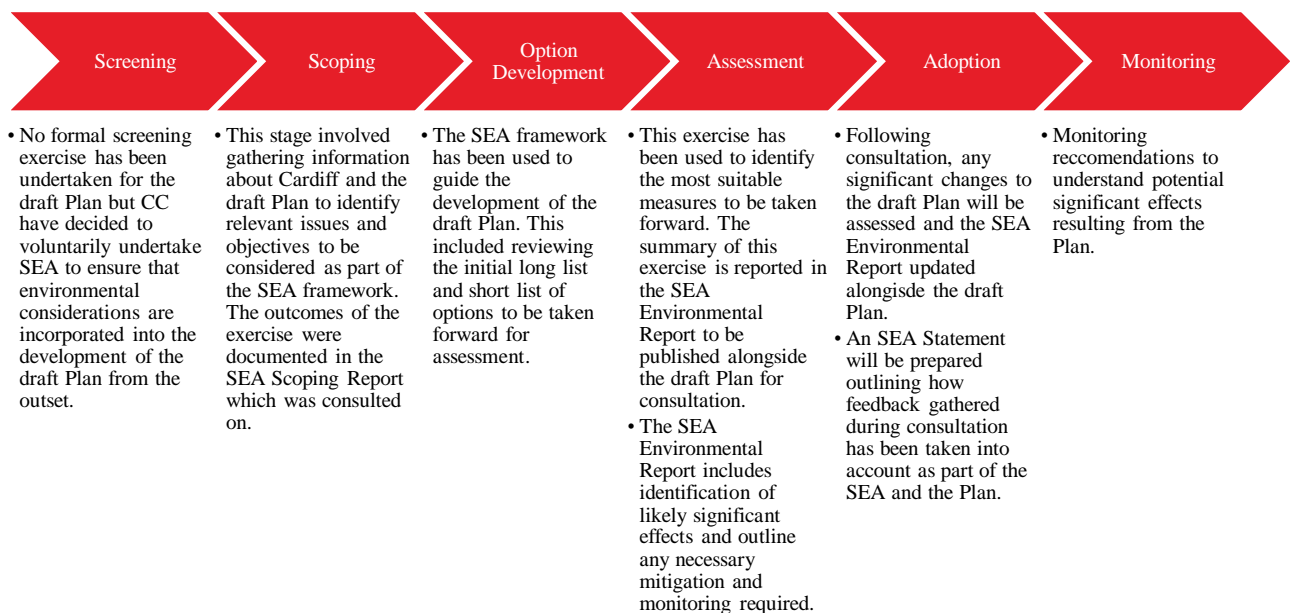 Screening
Scoping
Option
Development
Assessment
Adoption
Monitoring
• No formal screening
exercise has been
undertaken for the
draft Plan but CC
have decided to
voluntarily undertake
SEA to ensure that
environmental
considerations are
incorporated into the
development of the
draft Plan from the
outset.
• This stage involved
gathering information
about Cardiff and the
draft Plan to identify
relevant issues and
objectives to be
considered as part of
the SEA framework.
The outcomes of the
exercise were
documented in the
SEA Scoping Report
which was consulted
on.
• The SEA framework
has been used to
guide the
development of the
draft Plan. This
included reviewing
the initial long list
and short list of
options to be taken
forward for
assessment.
• This exercise has
been used to identify
the most suitable
measures to be taken
forward. The
summary of this
exercise is reported in
the SEA
Environmental
Report to be
published alongside
the draft Plan for
consultation.
• The SEA
Environmental
Report includes
identification of
likely significant
effects and outline
any necessary
mitigation and
monitoring required.
• Following
consultation, any
significant changes to
the draft Plan will be
assessed and the SEA
Environmental
Report updated
alongisde the draft
Plan.
• An SEA Statement
will be prepared
outlining how
feedback gathered
during consultation
has been taken into
account as part of the
SEA and the Plan.
• Monitoring
reccomendations to
understand potential
significant effects
resulting from the
Plan.